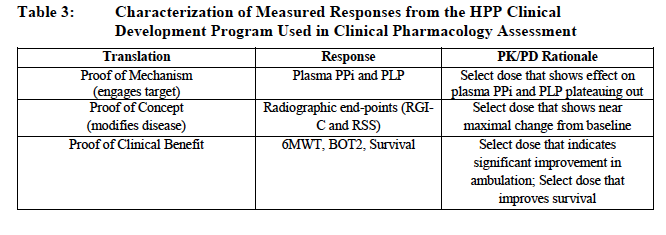 Table 3: Characterization of Measured Responses from the HPP Clinical
Development Program Used in Clinical Pharmacology Assessment
Translation Response PK/PD Rationale
Proof of Mechanism
(engages target)
Plasma PPi and PLP
Select dose that shows effect on
plasma PPi and PLP plateauing out
Proof of Concept
(modifies disease)
Radiographic end-points (RGI-
C and RSS)
Select dose that shows near
maximal change from baseline
Proof of Clinical Benefit
6MWT, BOT2, Survival
Select dose that indicates
significant improvement in
ambulation; Select dose that
improves survival